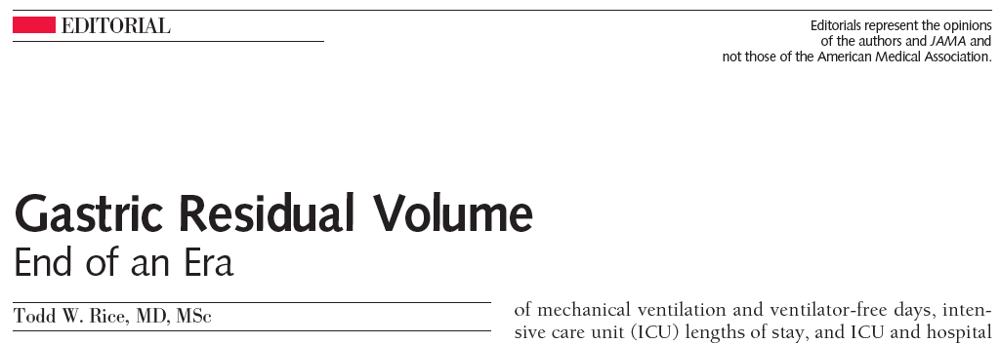 EDITORIAL
Editorials represent the opinions
of the authors and JAMA and
not those of the American Medical Association.
Gastric Residual Volume
End of an Era
Todd W. Rice, MD, MSc
of mechanical ventilation and ventilator-free days, inten-
sive care unit (ICU) lengths of stay, and ICU and hospital